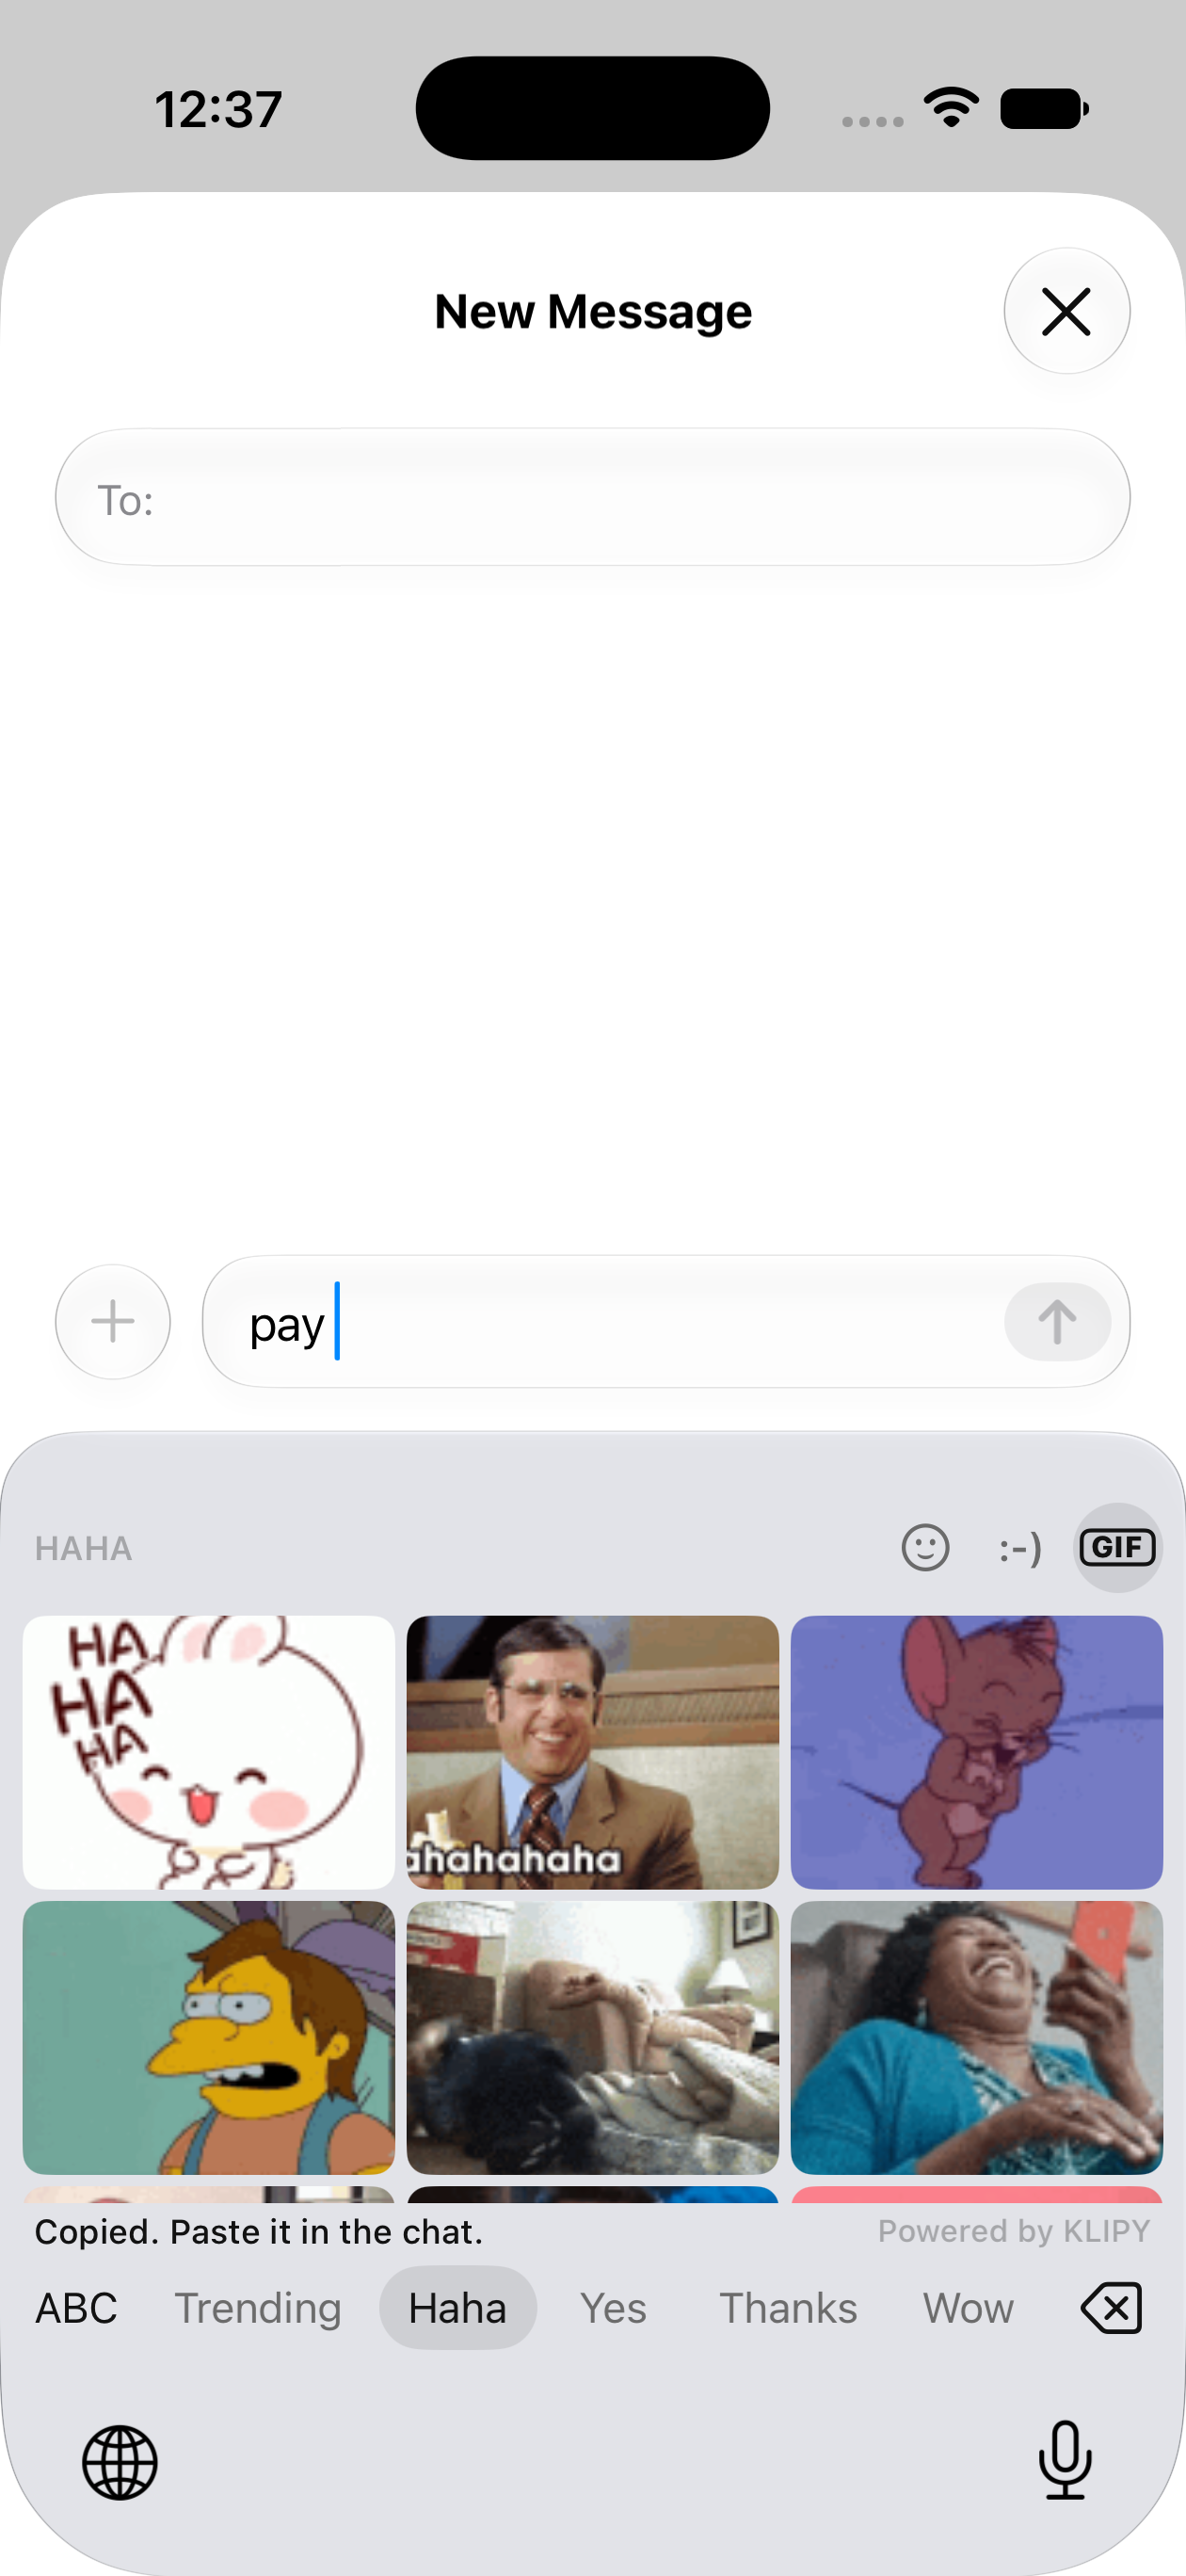 12:37
New Message
To:
pay
HAHA
:-)
GIF
HA
HA
HA
ahahahaha
Copied. Paste it in the chat.
Powered by KLIPY
ABC Trending Haha Yes Thanks Wow